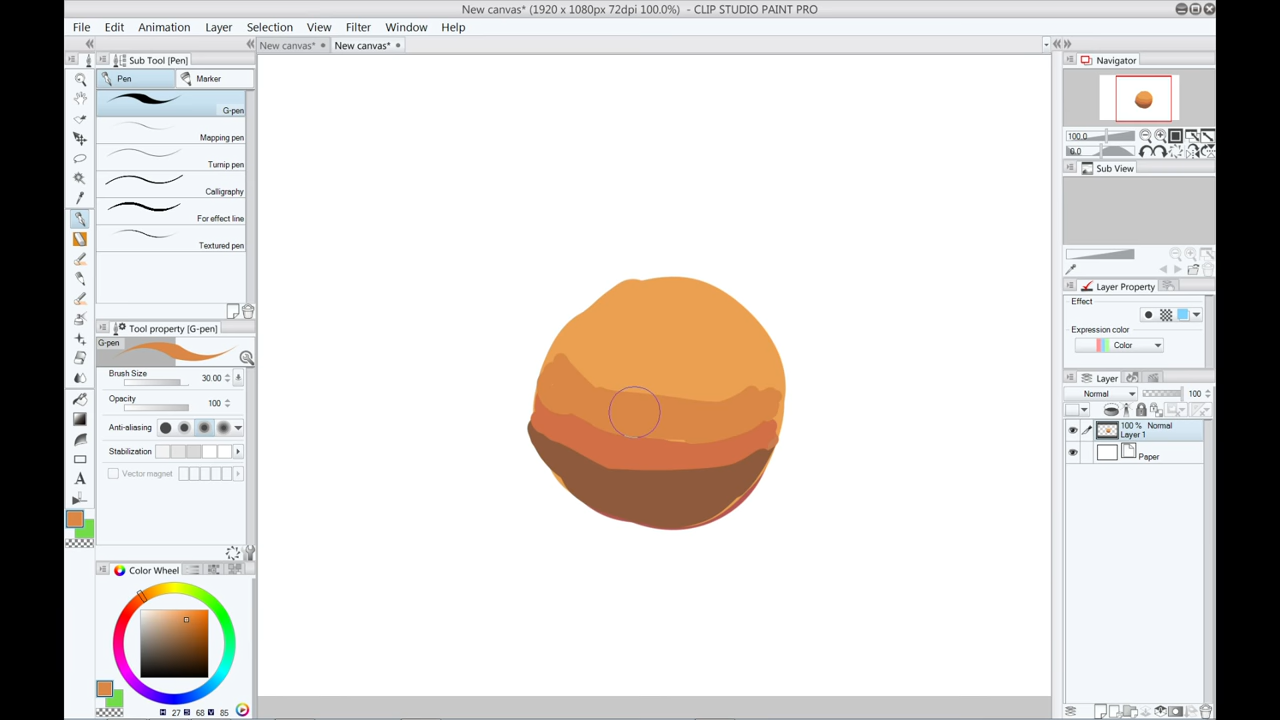 New canvas* (1920 x 1080px 72dpi 100.0%) - CLIP STUDIO PAINT PRO
File Edit Animation Layer Selection View Filter Window Help
New canvas* New canvas*
Sub Tool [Pen]
Pen Marker
G-pen
Mapping pen
Turnip pen
Calligraphy
For effect line
Textured pen
Tool property [G-pen]
G-pen
Brush Size 30.00
Opacity 100
Anti-aliasing
Stabilization
Vector magnet
Color Wheel
H 27 S 68 V 85
Navigator
100.0
0.0
Sub View
Layer Property
Effect
Expression color
Color
Layer
Normal 100
100 % Normal
Layer 1
Paper